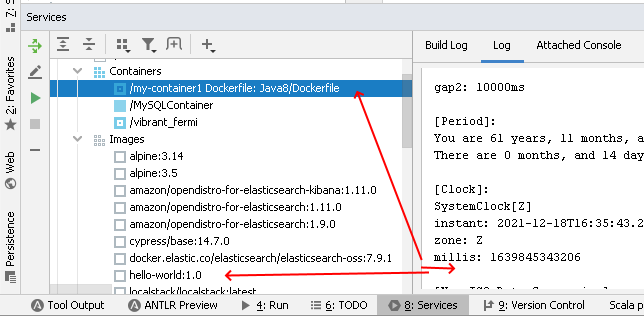 Services
Z: S
2: Favorites
Web
Persistence
Containers
/my-container1 Dockerfile: Java8/Dockerfile
/MySQLContainer
/vibrant_fermi
Images
alpine:3.14
alpine:3.5
amazon/opendistro-for-elasticsearch-kibana:1.11.0
amazon/opendistro-for-elasticsearch:1.11.0
amazon/opendistro-for-elasticsearch:1.9.0
cypress/base:14.7.0
docker.elastic.co/elasticsearch/elasticsearch-oss:7.9.1
hello-world:1.0
localstack/localstack:latest
Build Log Log Attached Console
gap2: 10000ms
[Period]:
You are 61 years, 11 months, a
There are 0 months, and 14 day
[Clock]:
SystemClock[Z]
instant: 2021-12-18T16:35:43.2
zone: Z
millis: 1639845343206
Tool Output ANTLR Preview 4: Run 6: TODO 8: Services 9: Version Control Scala p